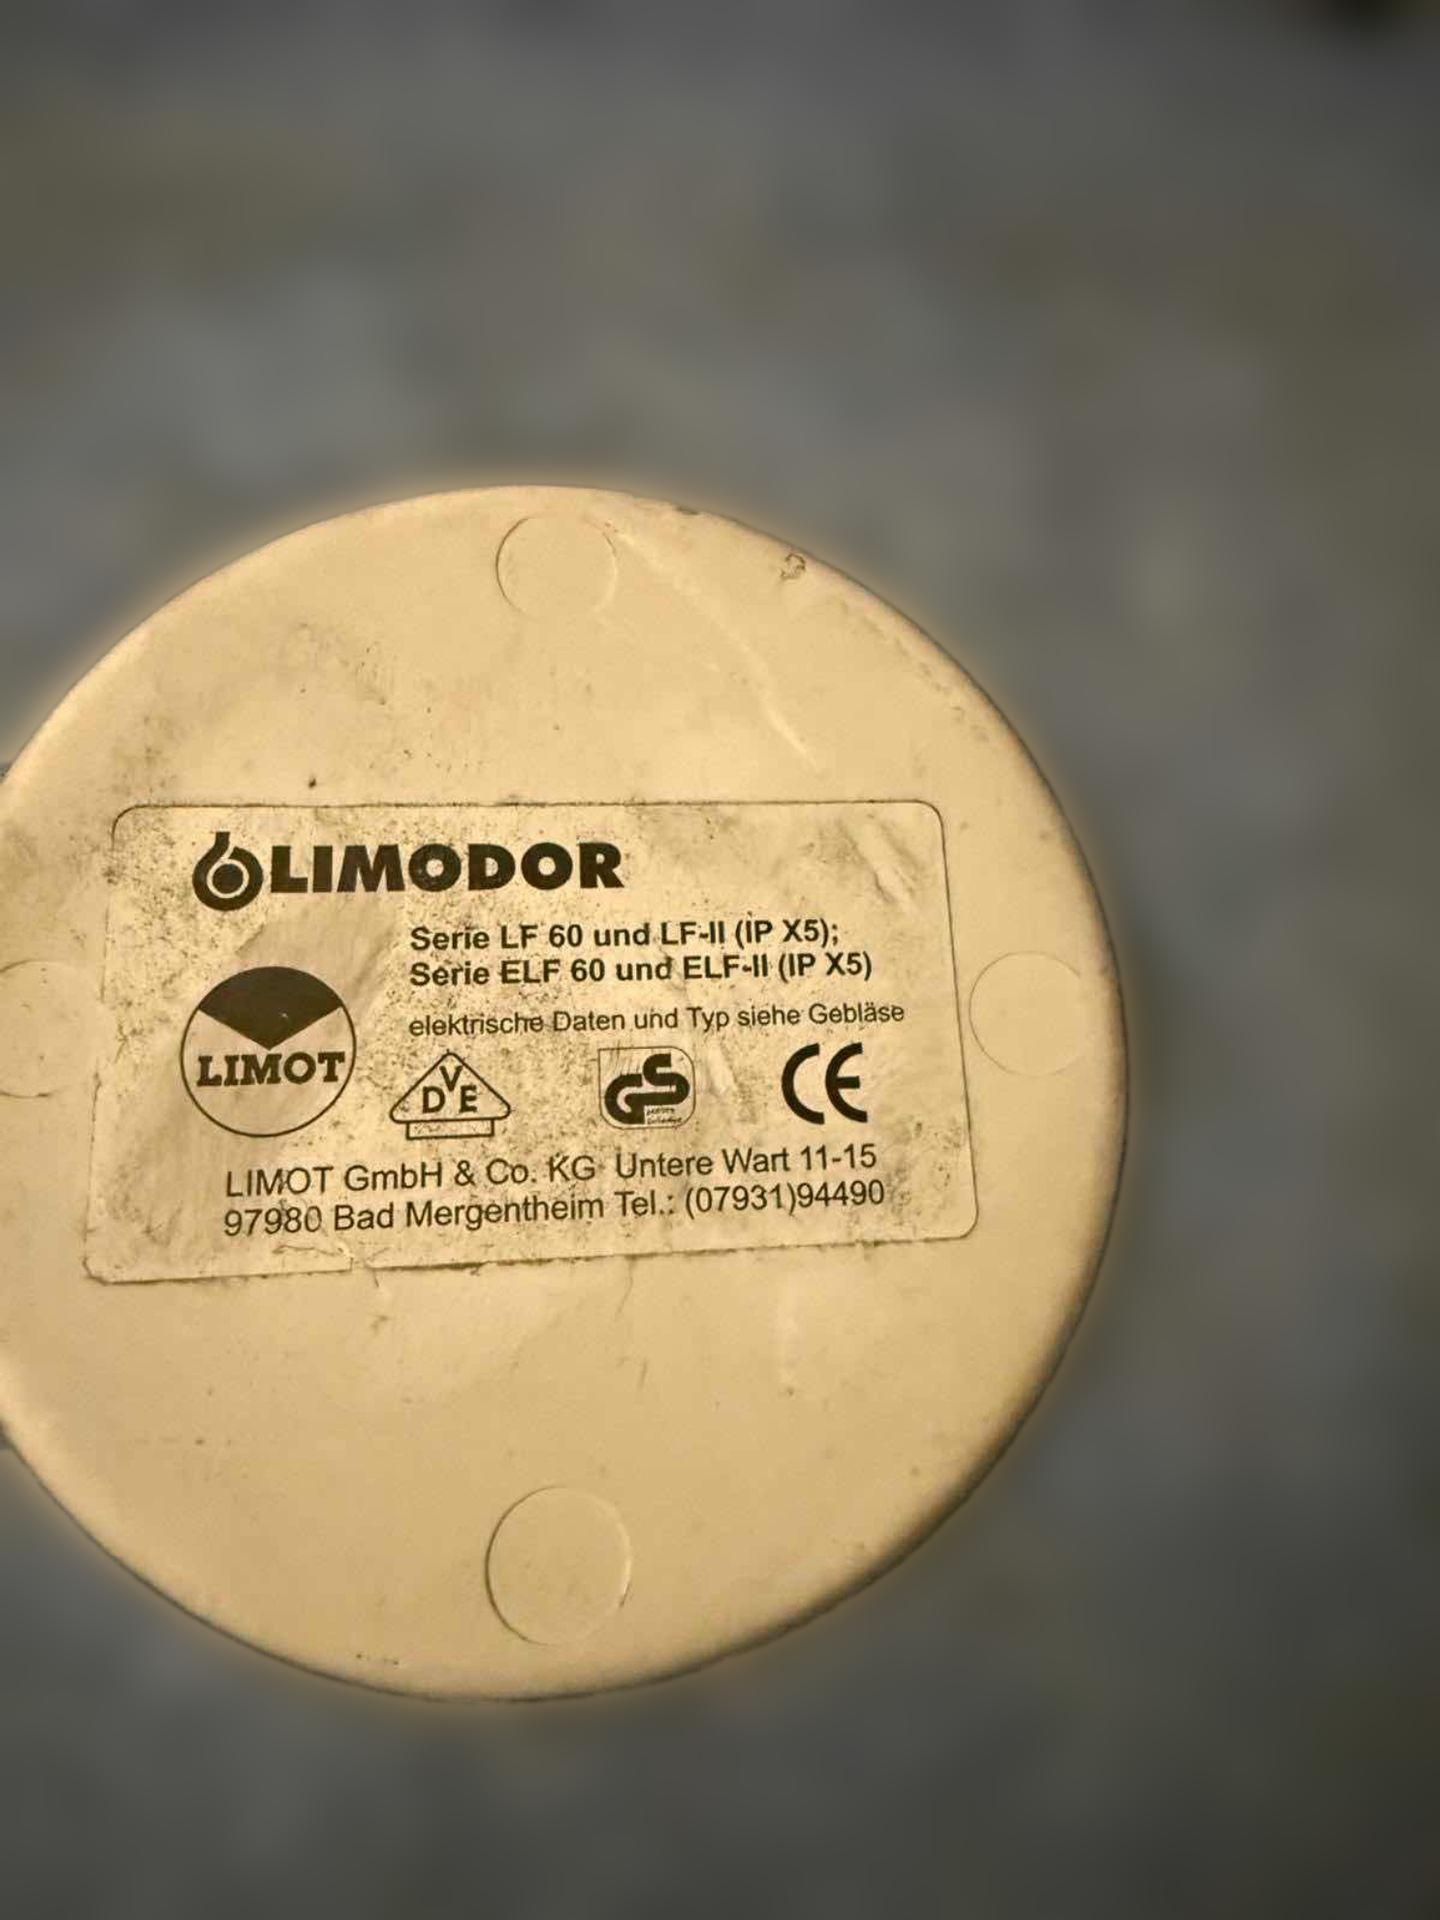 LIMODOR
Serie LF 60 und LF-II (IP X5);
Serie ELF 60 und ELF-II (IP X5)
elektrische Daten und Typ siehe Gebläse
LIMOT
DVE
GS
CE
LIMOT GmbH & Co. KG Untere Wart 11-15
97980 Bad Mergentheim Tel.: (07931)94490